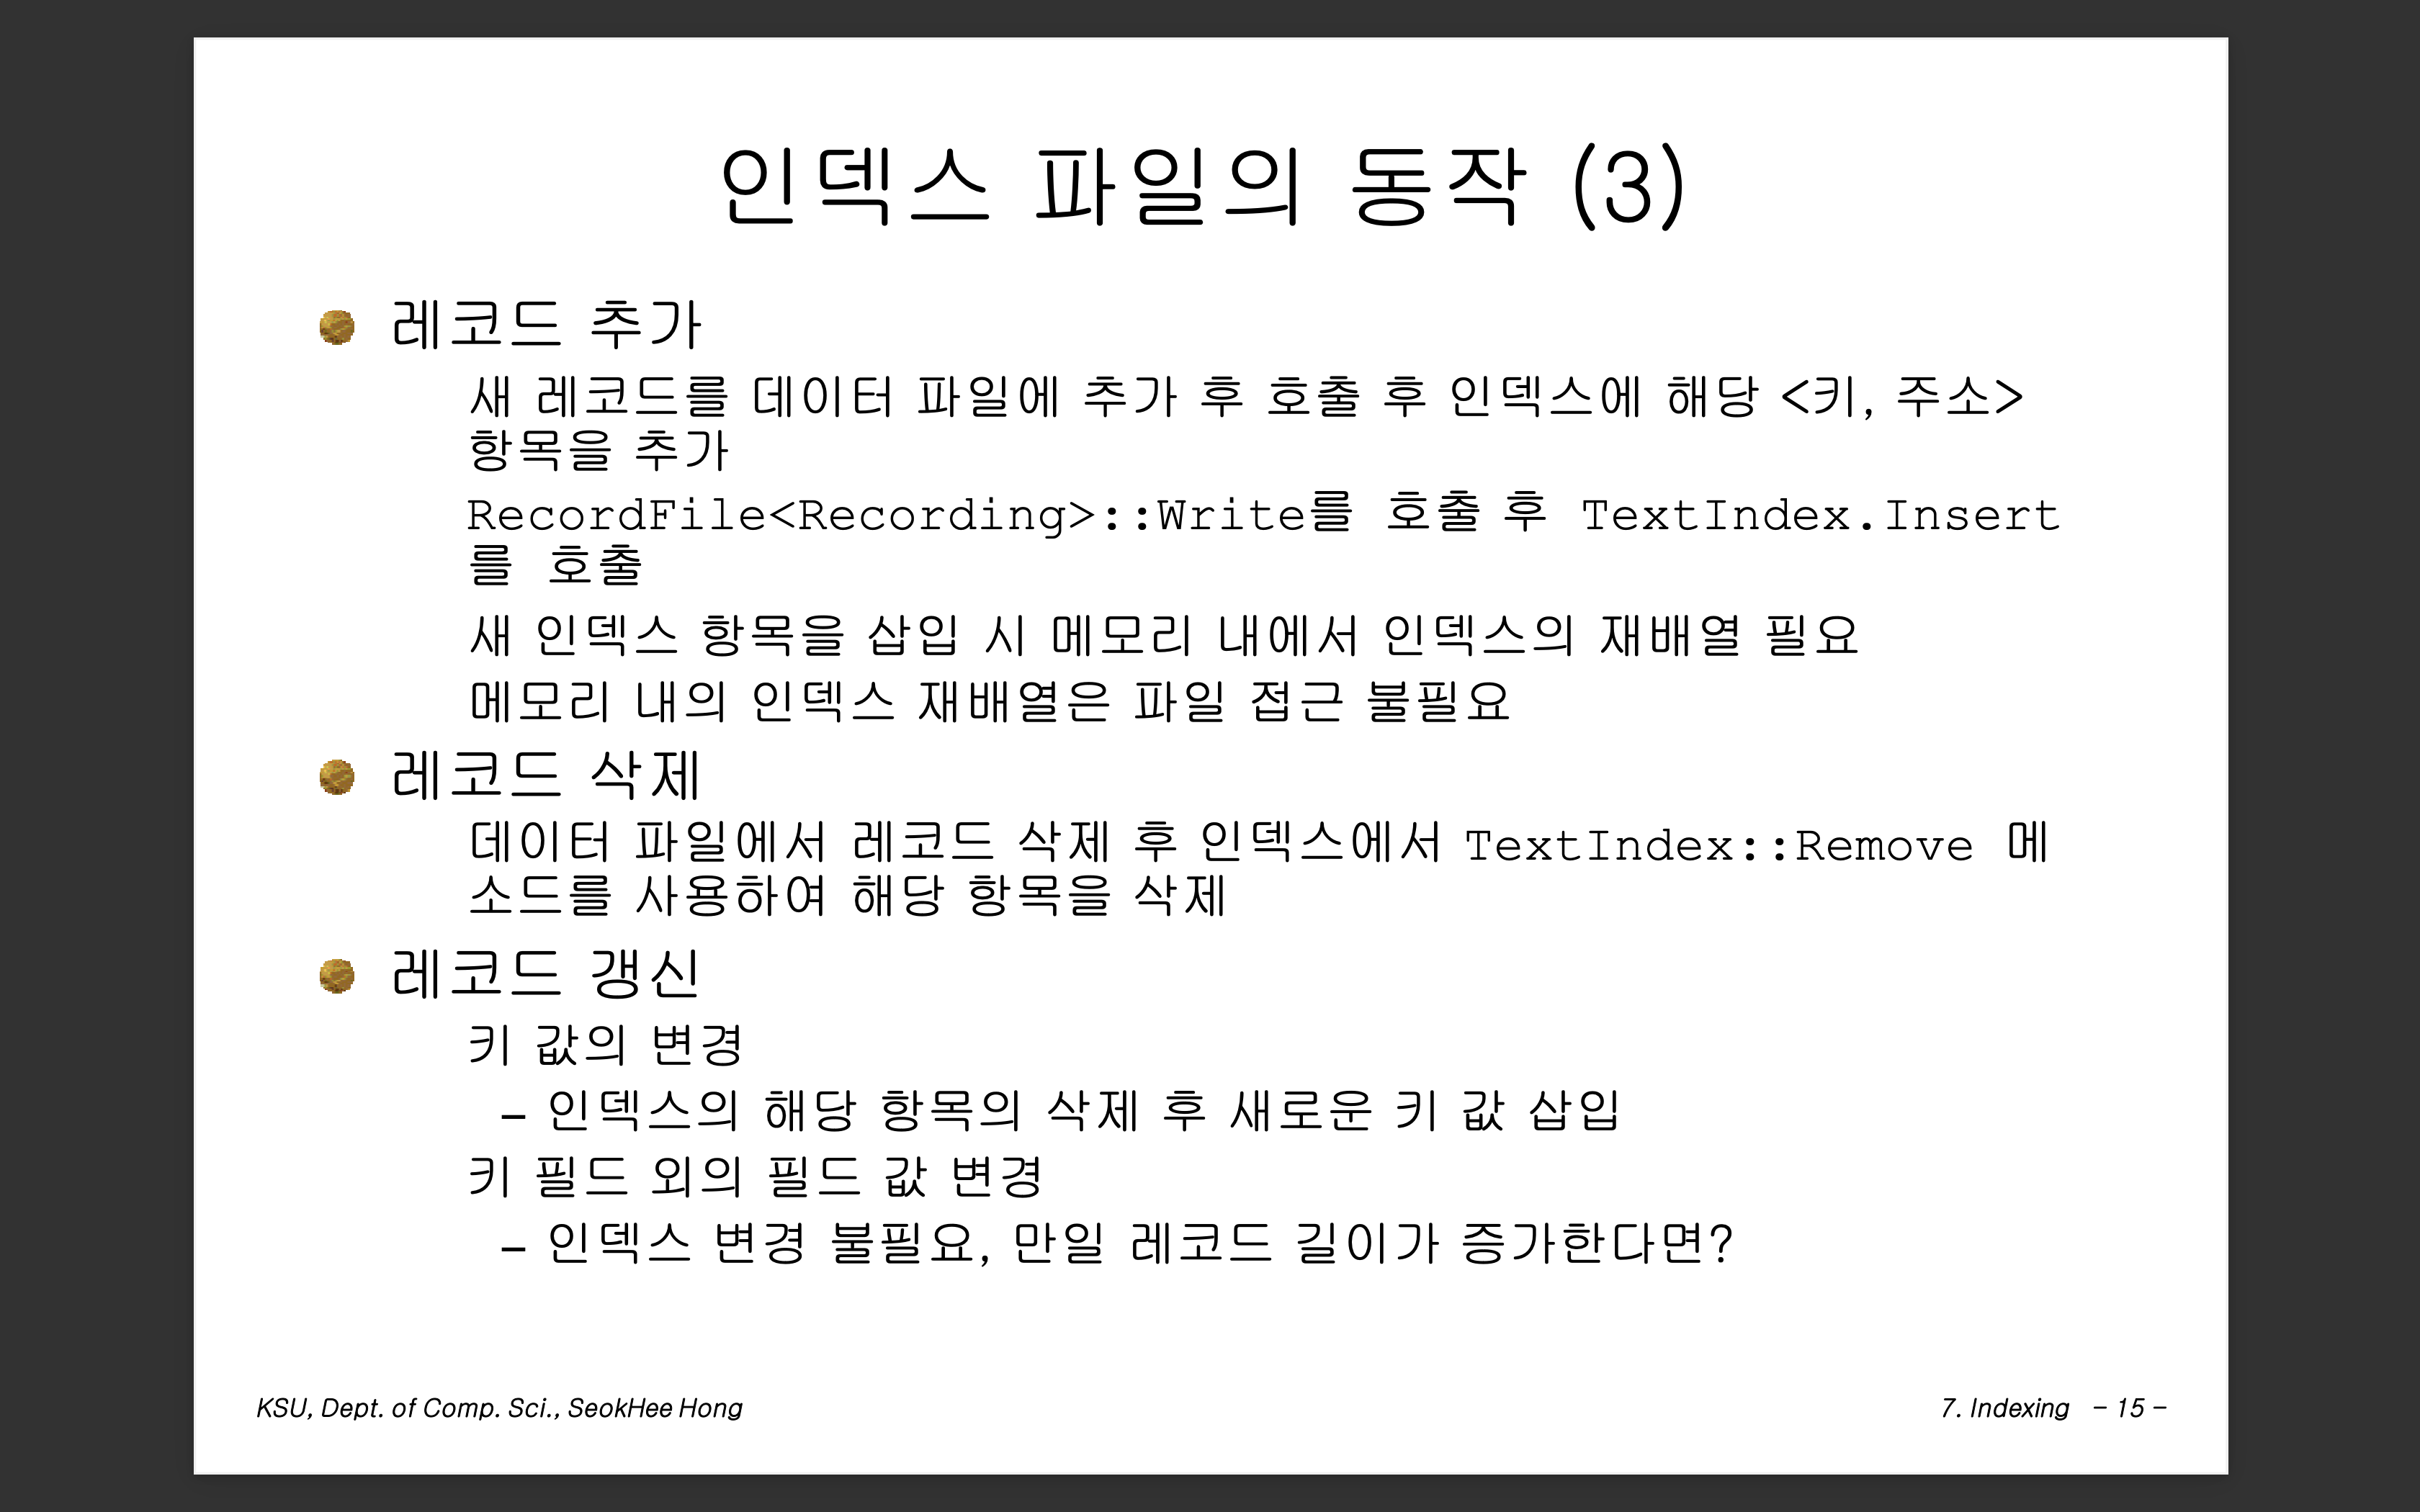 인덱스 파일의 동작 (3)
레코드 추가
새 레코드를 데이터 파일에 추가 후 호출 후 인덱스에 해당 <키, 주소>
항목을 추가
RecordFile<Recording>::Write를 호출 후 TextIndex.Insert
를 호출
새 인덱스 항목을 삽입 시 메모리 내에서 인덱스의 재배열 필요
메모리 내의 인덱스 재배열은 파일 접근 불필요
레코드 삭제
데이터 파일에서 레코드 삭제 후 인덱스에서 TextIndex::Remove 메
소드를 사용하여 해당 항목을 삭제
레코드 갱신
키 값의 변경
– 인덱스의 해당 항목의 삭제 후 새로운 키 값 삽입
키 필드 외의 필드 값 변경
– 인덱스 변경 불필요, 만일 레코드 길이가 증가한다면?
KSU, Dept. of Comp. Sci., SeokHee Hong
7. Indexing – 15 –